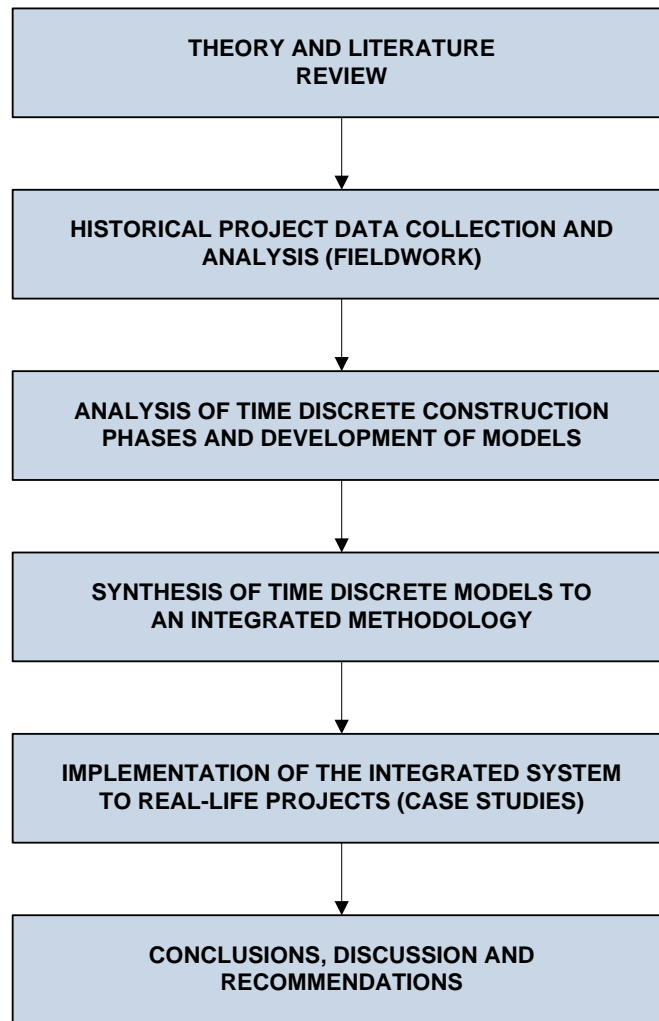 THEORY AND LITERATURE
REVIEW
HISTORICAL PROJECT DATA COLLECTION AND
ANALYSIS (FIELDWORK)
ANALYSIS OF TIME DISCRETE CONSTRUCTION
PHASES AND DEVELOPMENT OF MODELS
SYNTHESIS OF TIME DISCRETE MODELS TO
AN INTEGRATED METHODOLOGY
IMPLEMENTATION OF THE INTEGRATED SYSTEM
TO REAL-LIFE PROJECTS (CASE STUDIES)
CONCLUSIONS, DISCUSSION AND
RECOMMENDATIONS